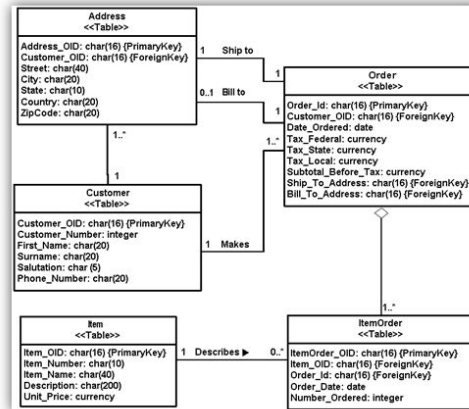 Address
<<Table>>
Address_OID: char(16) {PrimaryKey}
Customer_OID: char(16) {ForeignKey}
Street: char(40)
City: char(20)
State: char(10)
Country: char(20)
ZipCode: char(20)
1 Ship to
1
0..1 Bill to
1
Order
<<Table>>
Order_Id: char(16) {PrimaryKey}
Customer_OID: char(16) {ForeignKey}
Date_Ordered: date
Tax_Federal: currency
Tax_State: currency
Tax_Local: currency
Subtotal_Before_Tax: currency
Ship_To_Address: char(16) {ForeignKey}
Bill_To_Address: char(16) {ForeignKey}
1..*
1
1..*
Customer
<<Table>>
Customer_OID: char(16) {PrimaryKey}
Customer_Number: integer
First_Name: char(20)
Surname: char(20)
Salutation: char (5)
Phone_Number: char(20)
1 Makes
1..*
Item
<<Table>>
Item_OID: char(16) {PrimaryKey}
Item_Number: char(10)
Item_Name: char(40)
Description: char(200)
Unit_Price: currency
1 Describes ▶ 0..*
ItemOrder
<<Table>>
ItemOrder_OID: char(16) {PrimaryKey}
Item_OID: char(16) {ForeignKey}
Order_Id: char(16) {ForeignKey}
Order_Date: date
Number_Ordered: integer